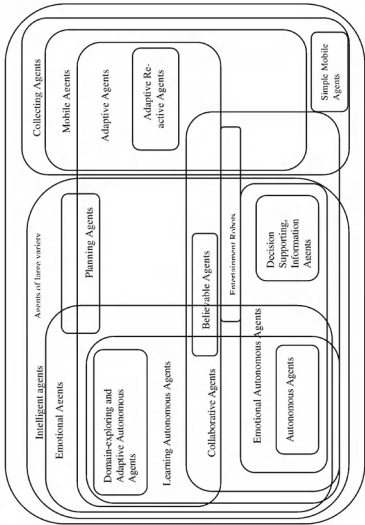 Intelligent agents
Agents of large variety
Collecting Agents
Emotional Agents
Mobile Agents
Planning Agents
Adaptive Agents
Domain-exploring and
Adaptive Autonomous
Agents
Adaptive Re-
active Agents
Learning Autonomous Agents
Believable Agents
Collaborative Agents
Entertainment Robots
Emotional Autonomous Agents
Decision
Supporting,
Information
Agents
Autonomous Agents
Simple Mobile
Agents